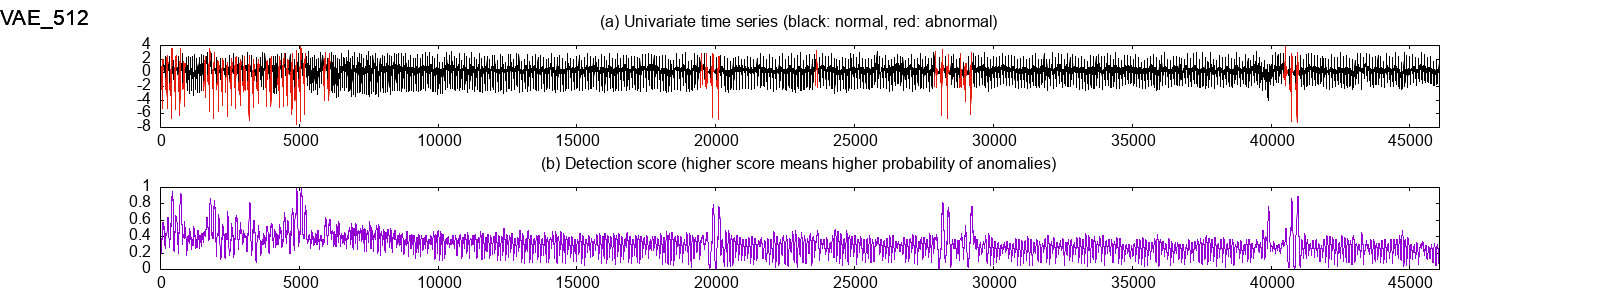 VAE_512
(a) Univariate time series (black: normal, red: abnormal)
4
2
0
-2
-4
-6
-8
0 5000 10000 15000 20000 25000 30000 35000 40000 45000
(b) Detection score (higher score means higher probability of anomalies)
1
0.8
0.6
0.4
0.2
0
0 5000 10000 15000 20000 25000 30000 35000 40000 45000